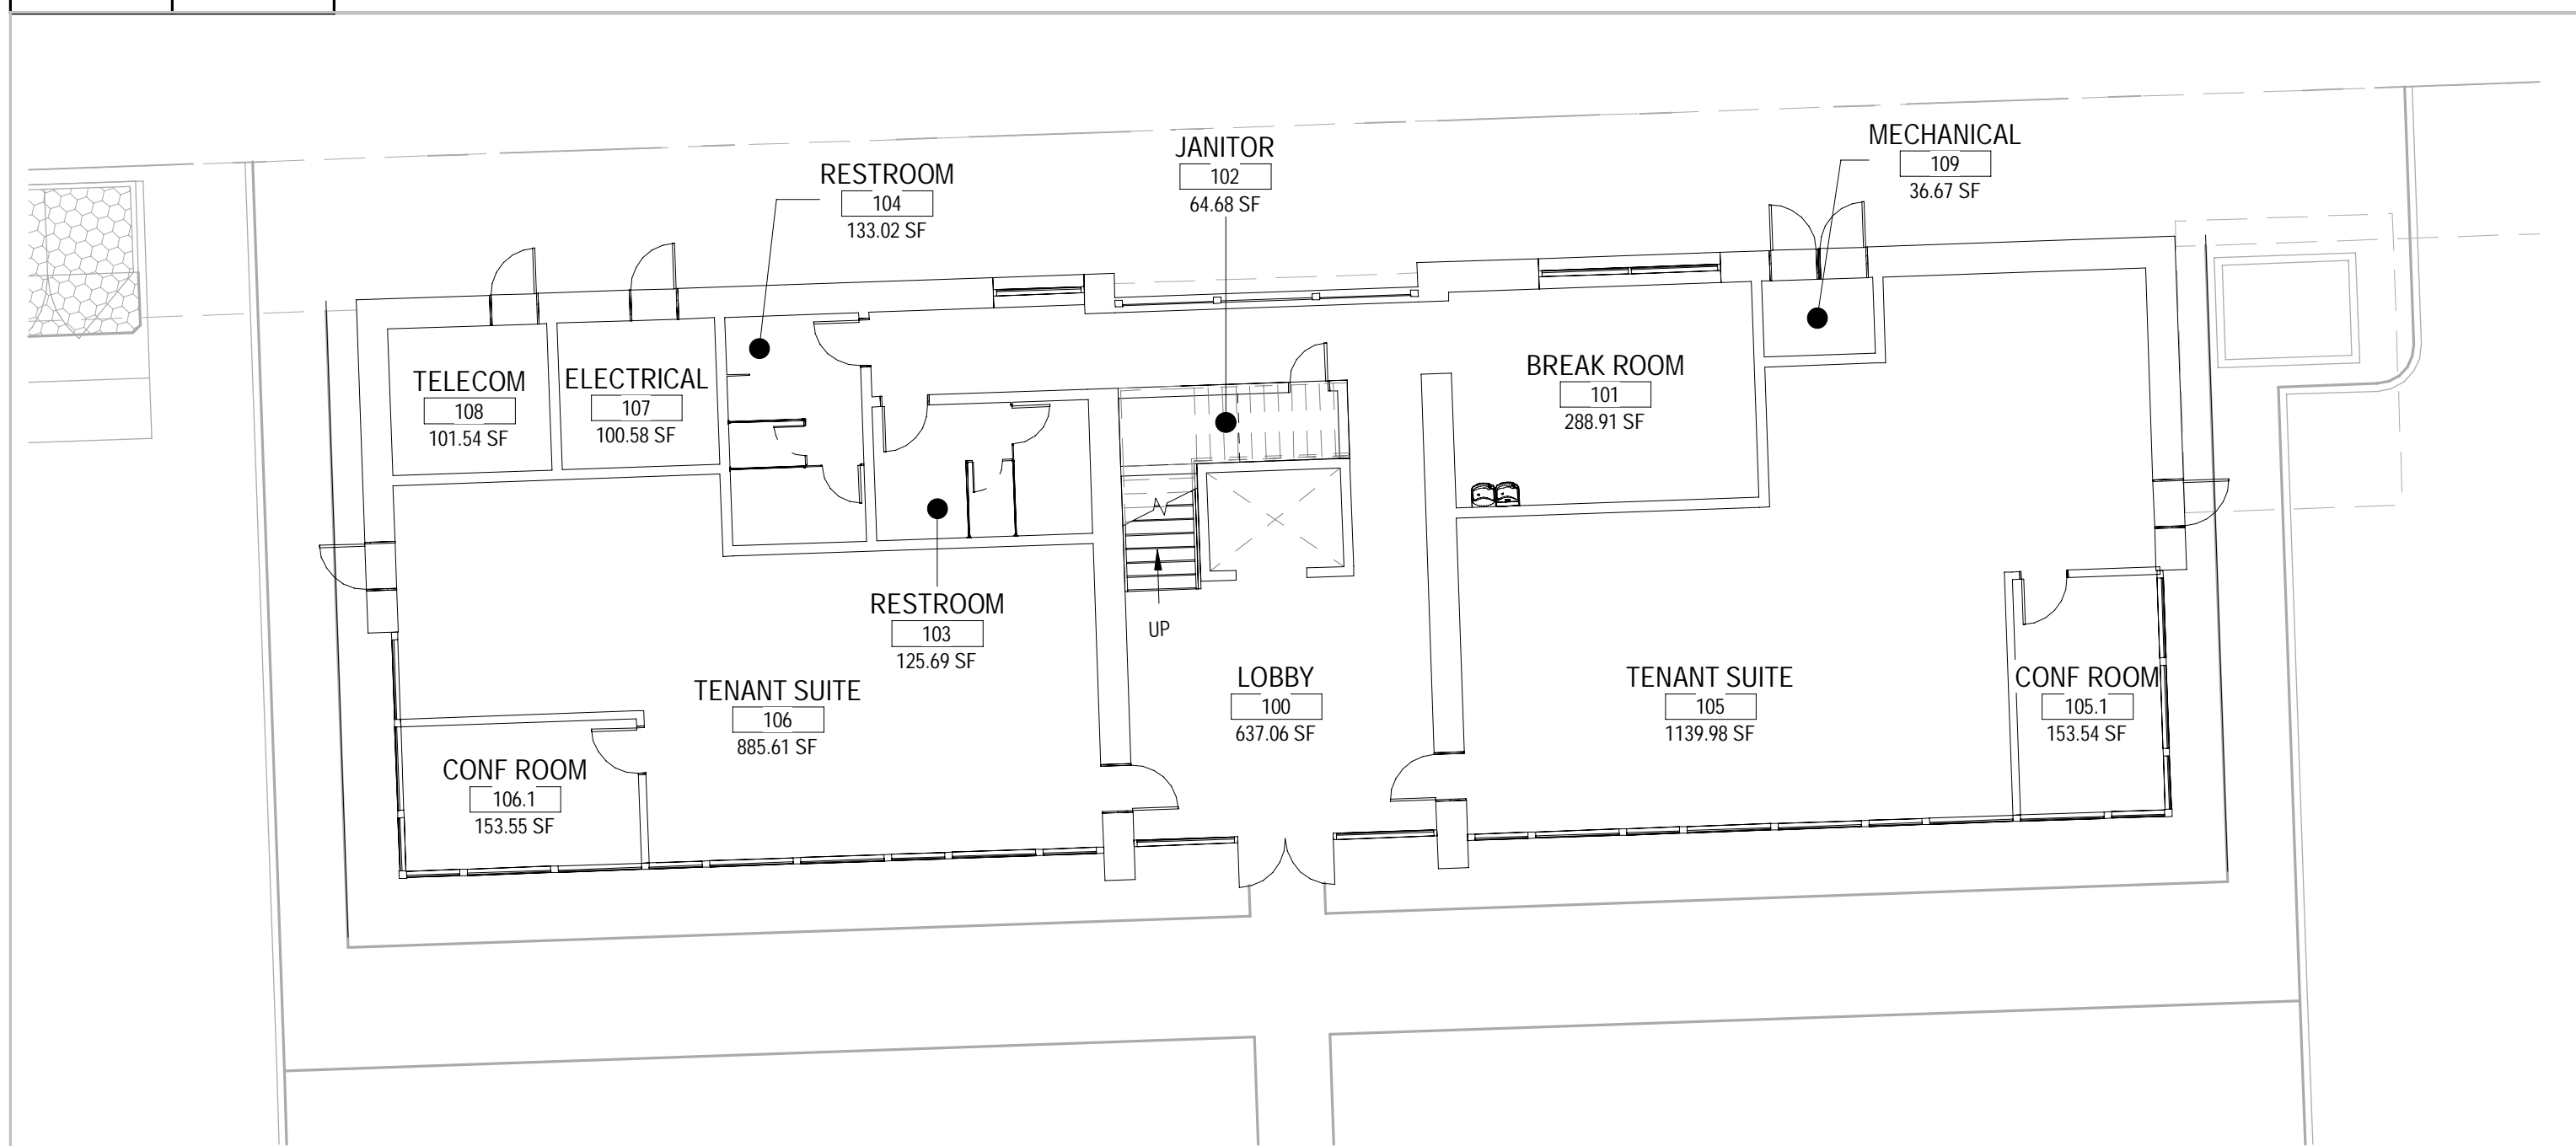 JANITOR
102
64.68 SF
MECHANICAL
109
36.67 SF
RESTROOM
104
133.02 SF
TELECOM
108
101.54 SF
ELECTRICAL
107
100.58 SF
BREAK ROOM
101
288.91 SF
RESTROOM
103
125.69 SF
UP
TENANT SUITE
106
885.61 SF
LOBBY
100
637.06 SF
TENANT SUITE
105
1139.98 SF
CONF ROOM
105.1
153.54 SF
CONF ROOM
106.1
153.55 SF